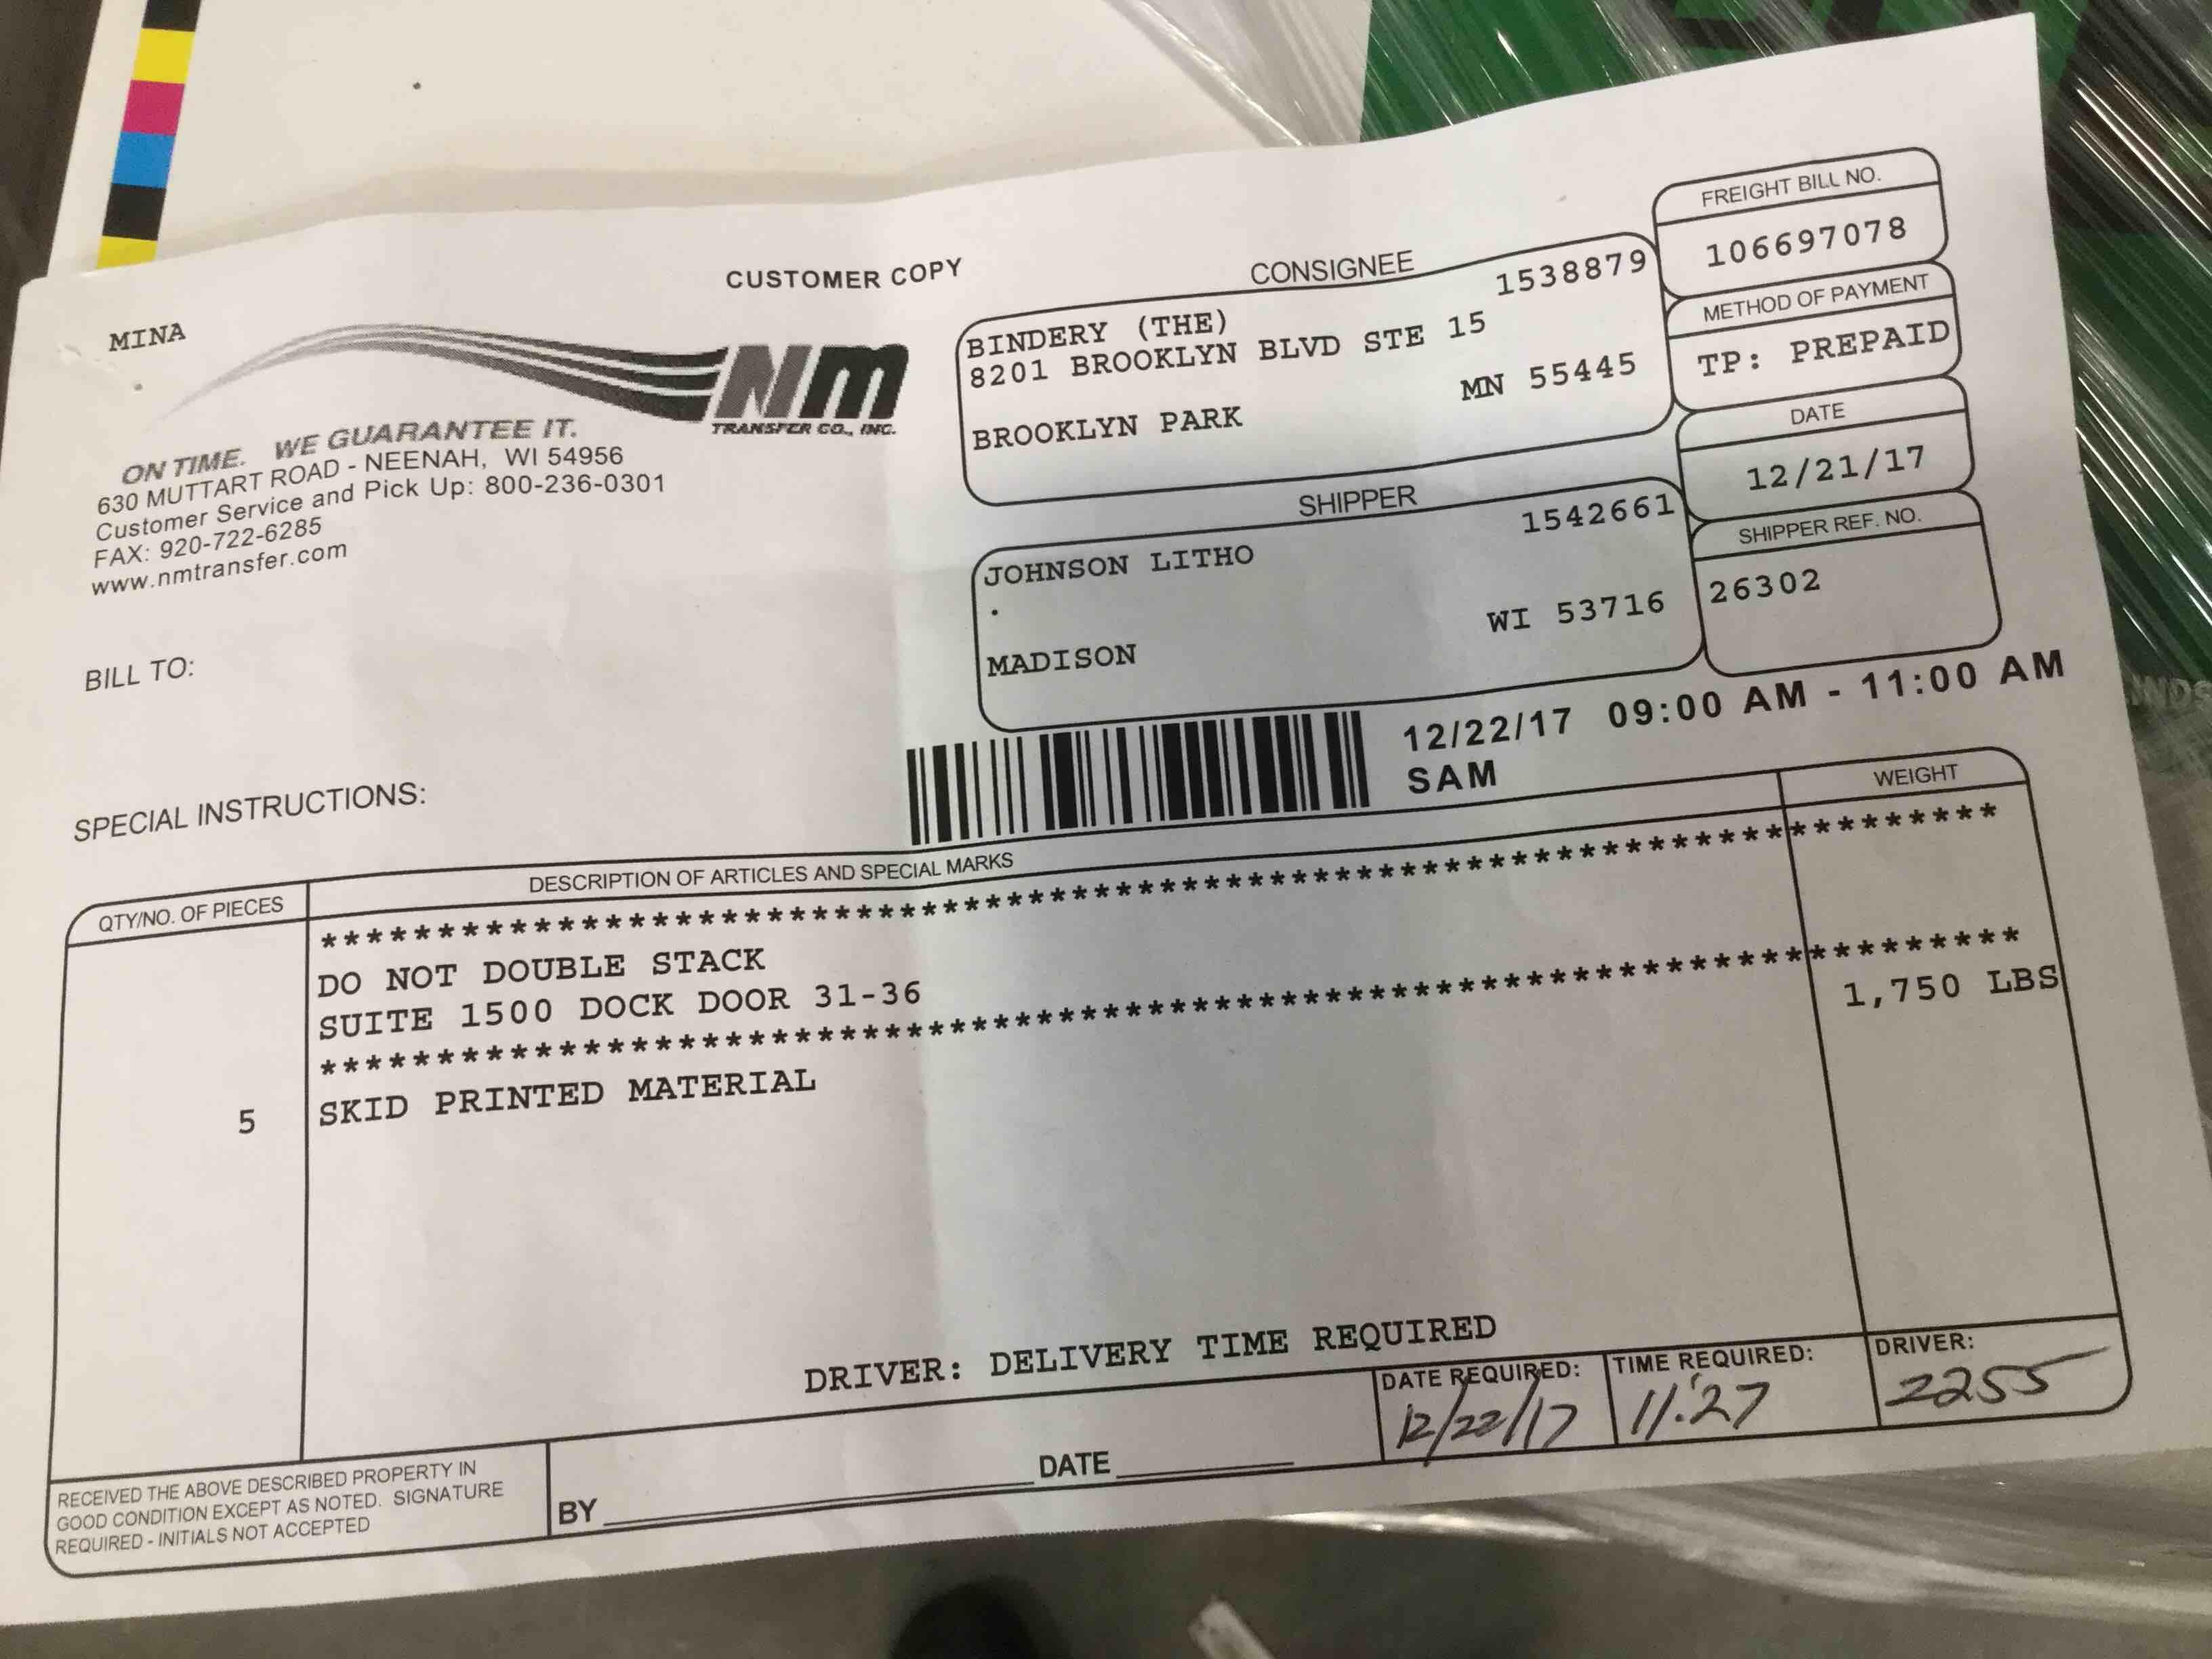 CUSTOMER COPY
MINA
NM
TRANSFER CO., INC.
ON TIME. WE GUARANTEE IT.
630 MUTTART ROAD - NEENAH, WI 54956
Customer Service and Pick Up: 800-236-0301
FAX: 920-722-6285
www.nmtransfer.com
BILL TO:
SPECIAL INSTRUCTIONS:
CONSIGNEE
1538879
BINDERY (THE)
8201 BROOKLYN BLVD STE 15
BROOKLYN PARK MN 55445
SHIPPER
1542661
JOHNSON LITHO
.
MADISON WI 53716
FREIGHT BILL NO.
106697078
METHOD OF PAYMENT
TP: PREPAID
DATE
12/21/17
SHIPPER REF. NO.
26302
12/22/17 09:00 AM - 11:00 AM
SAM
QTY/NO. OF PIECES DESCRIPTION OF ARTICLES AND SPECIAL MARKS WEIGHT
DO NOT DOUBLE STACK
SUITE 1500 DOCK DOOR 31-36
5 SKID PRINTED MATERIAL 1,750 LBS
DRIVER: DELIVERY TIME REQUIRED
RECEIVED THE ABOVE DESCRIBED PROPERTY IN
GOOD CONDITION EXCEPT AS NOTED. SIGNATURE
REQUIRED - INITIALS NOT ACCEPTED
BY DATE
DATE REQUIRED:
12/22/17
TIME REQUIRED:
11:27
DRIVER:
2255